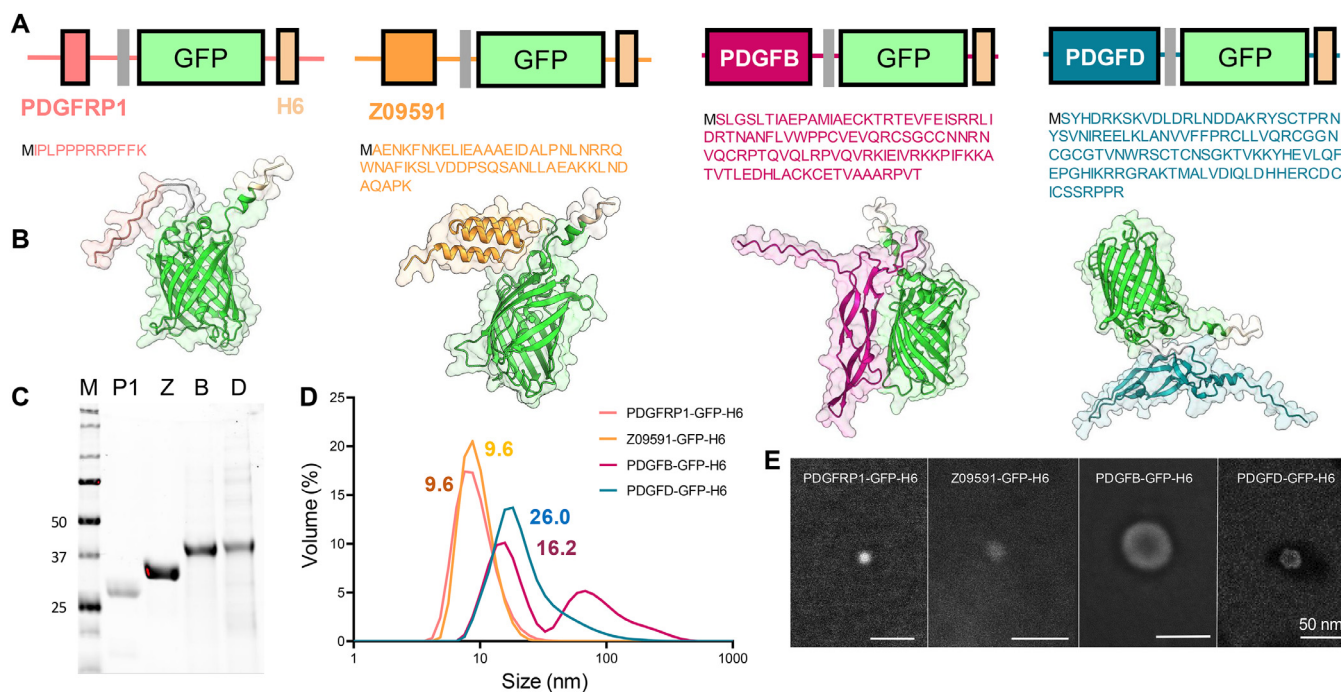 A
GFP
GFP
PDGFB
GFP
PDGFD
GFP
PDGFRP1
H6
Z09591
MIPLPPPRRPFFK
MAENKFNKELIEAAAEIDALPNLNRRQ
WNAFIKSLVDDPSQSANLLAEAKKLND
AQAPK
MSLGSLTIAEPAMIAECKTRTEVFEISRRLI
DRTNANFLVWPPCVEVQRCSGCCNNRN
VQCRPTQVQLRPVQVRKIEIVRKKPIFKKA
TVTLEDHLACKCETVAAARPVT
MSYHDRKSKVDLDRLNDDAKRYSCTPRN
YSVNIREELKLANVVFFPRCLLVQRCGGN
CGCGTVNWRSCTCNSGKTVKKYHEVLQF
EPGHIKRRGRAKTMALVDIQLDHHERCDC
ICSSRPPR
B
C
M P1 Z B D
50
37
25
D
25
20
15
10
5
0
Volume (%)
1 10 100 1000
Size (nm)
9.6
9.6
26.0
16.2
PDGFRP1-GFP-H6
Z09591-GFP-H6
PDGFB-GFP-H6
PDGFD-GFP-H6
E
PDGFRP1-GFP-H6
Z09591-GFP-H6
PDGFB-GFP-H6
PDGFD-GFP-H6
50 nm